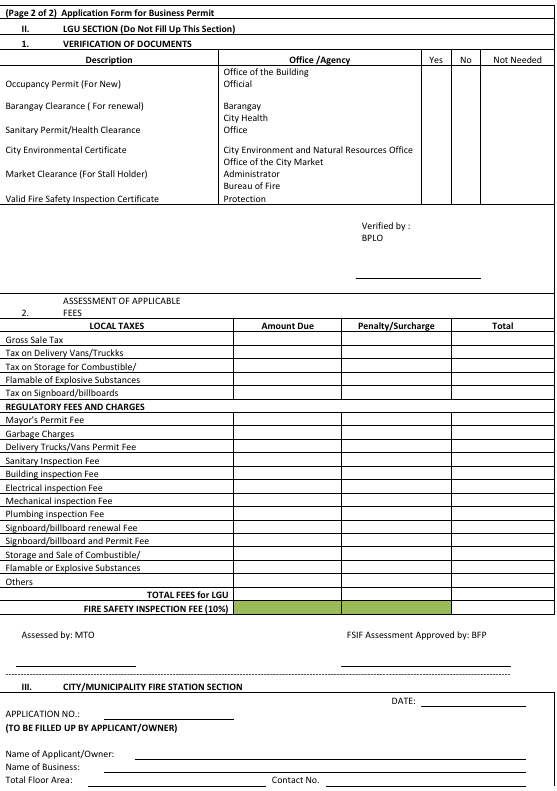 (Page 2 of 2) Application Form for Business Permit
II. LGU SECTION (Do Not Fill Up This Section)
1. VERIFICATION OF DOCUMENTS
Description Office /Agency Yes No Not Needed
Office of the Building
Occupancy Permit (For New) Official
Barangay Clearance ( For renewal) Barangay
City Health
Sanitary Permit/Health Clearance Office
City Environmental Certificate City Environment and Natural Resources Office
Office of the City Market
Market Clearance (For Stall Holder) Administrator
Bureau of Fire
Valid Fire Safety Inspection Certificate Protection
Verified by :
BPLO
ASSESSMENT OF APPLICABLE
2. FEES
LOCAL TAXES Amount Due Penalty/Surcharge Total
Gross Sale Tax
Tax on Delivery Vans/Truckks
Tax on Storage for Combustible/
Flamable of Explosive Substances
Tax on Signboard/billboards
REGULATORY FEES AND CHARGES
Mayor's Permit Fee
Garbage Charges
Delivery Trucks/Vans Permit Fee
Sanitary Inspection Fee
Building inspection Fee
Electrical inspection Fee
Mechanical inspection Fee
Plumbing inspection Fee
Signboard/billboard renewal Fee
Signboard/billboard and Permit Fee
Storage and Sale of Combustible/
Flamable or Explosive Substances
Others
TOTAL FEES for LGU
FIRE SAFETY INSPECTION FEE (10%)
Assessed by: MTO FSIF Assessment Approved by: BFP
III. CITY/MUNICIPALITY FIRE STATION SECTION
DATE:
APPLICATION NO.:
(TO BE FILLED UP BY APPLICANT/OWNER)
Name of Applicant/Owner:
Name of Business:
Total Floor Area: Contact No.